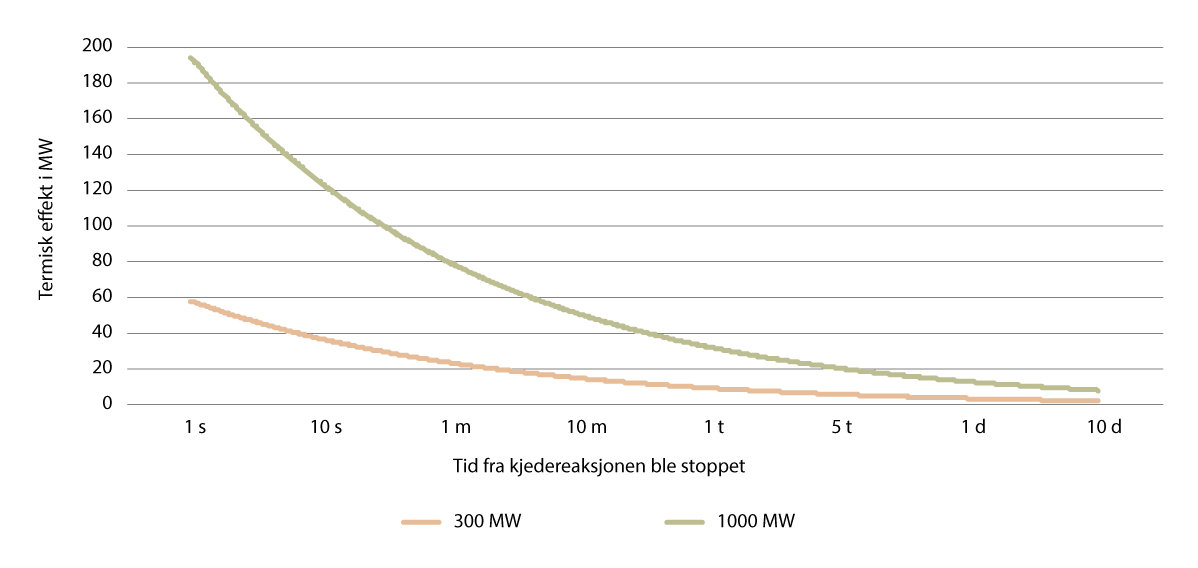 200
180
160
140
120
100
80
60
40
20
0
Termisk effekt i MW
1 s 10 s 1 m 10 m 1 t 5 t 1 d 10 d
Tid fra kjedereaksjonen ble stoppet
300 MW 1000 MW